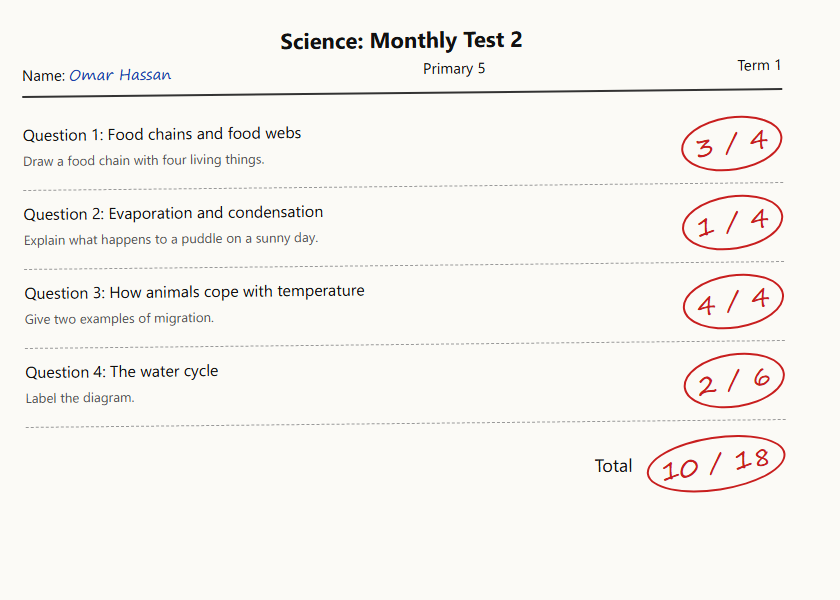 Science: Monthly Test 2
Name: Omar Hassan Primary 5 Term 1
Question 1: Food chains and food webs 3 / 4
Draw a food chain with four living things.
Question 2: Evaporation and condensation 1 / 4
Explain what happens to a puddle on a sunny day.
Question 3: How animals cope with temperature 4 / 4
Give two examples of migration.
Question 4: The water cycle 2 / 6
Label the diagram.
Total 10 / 18